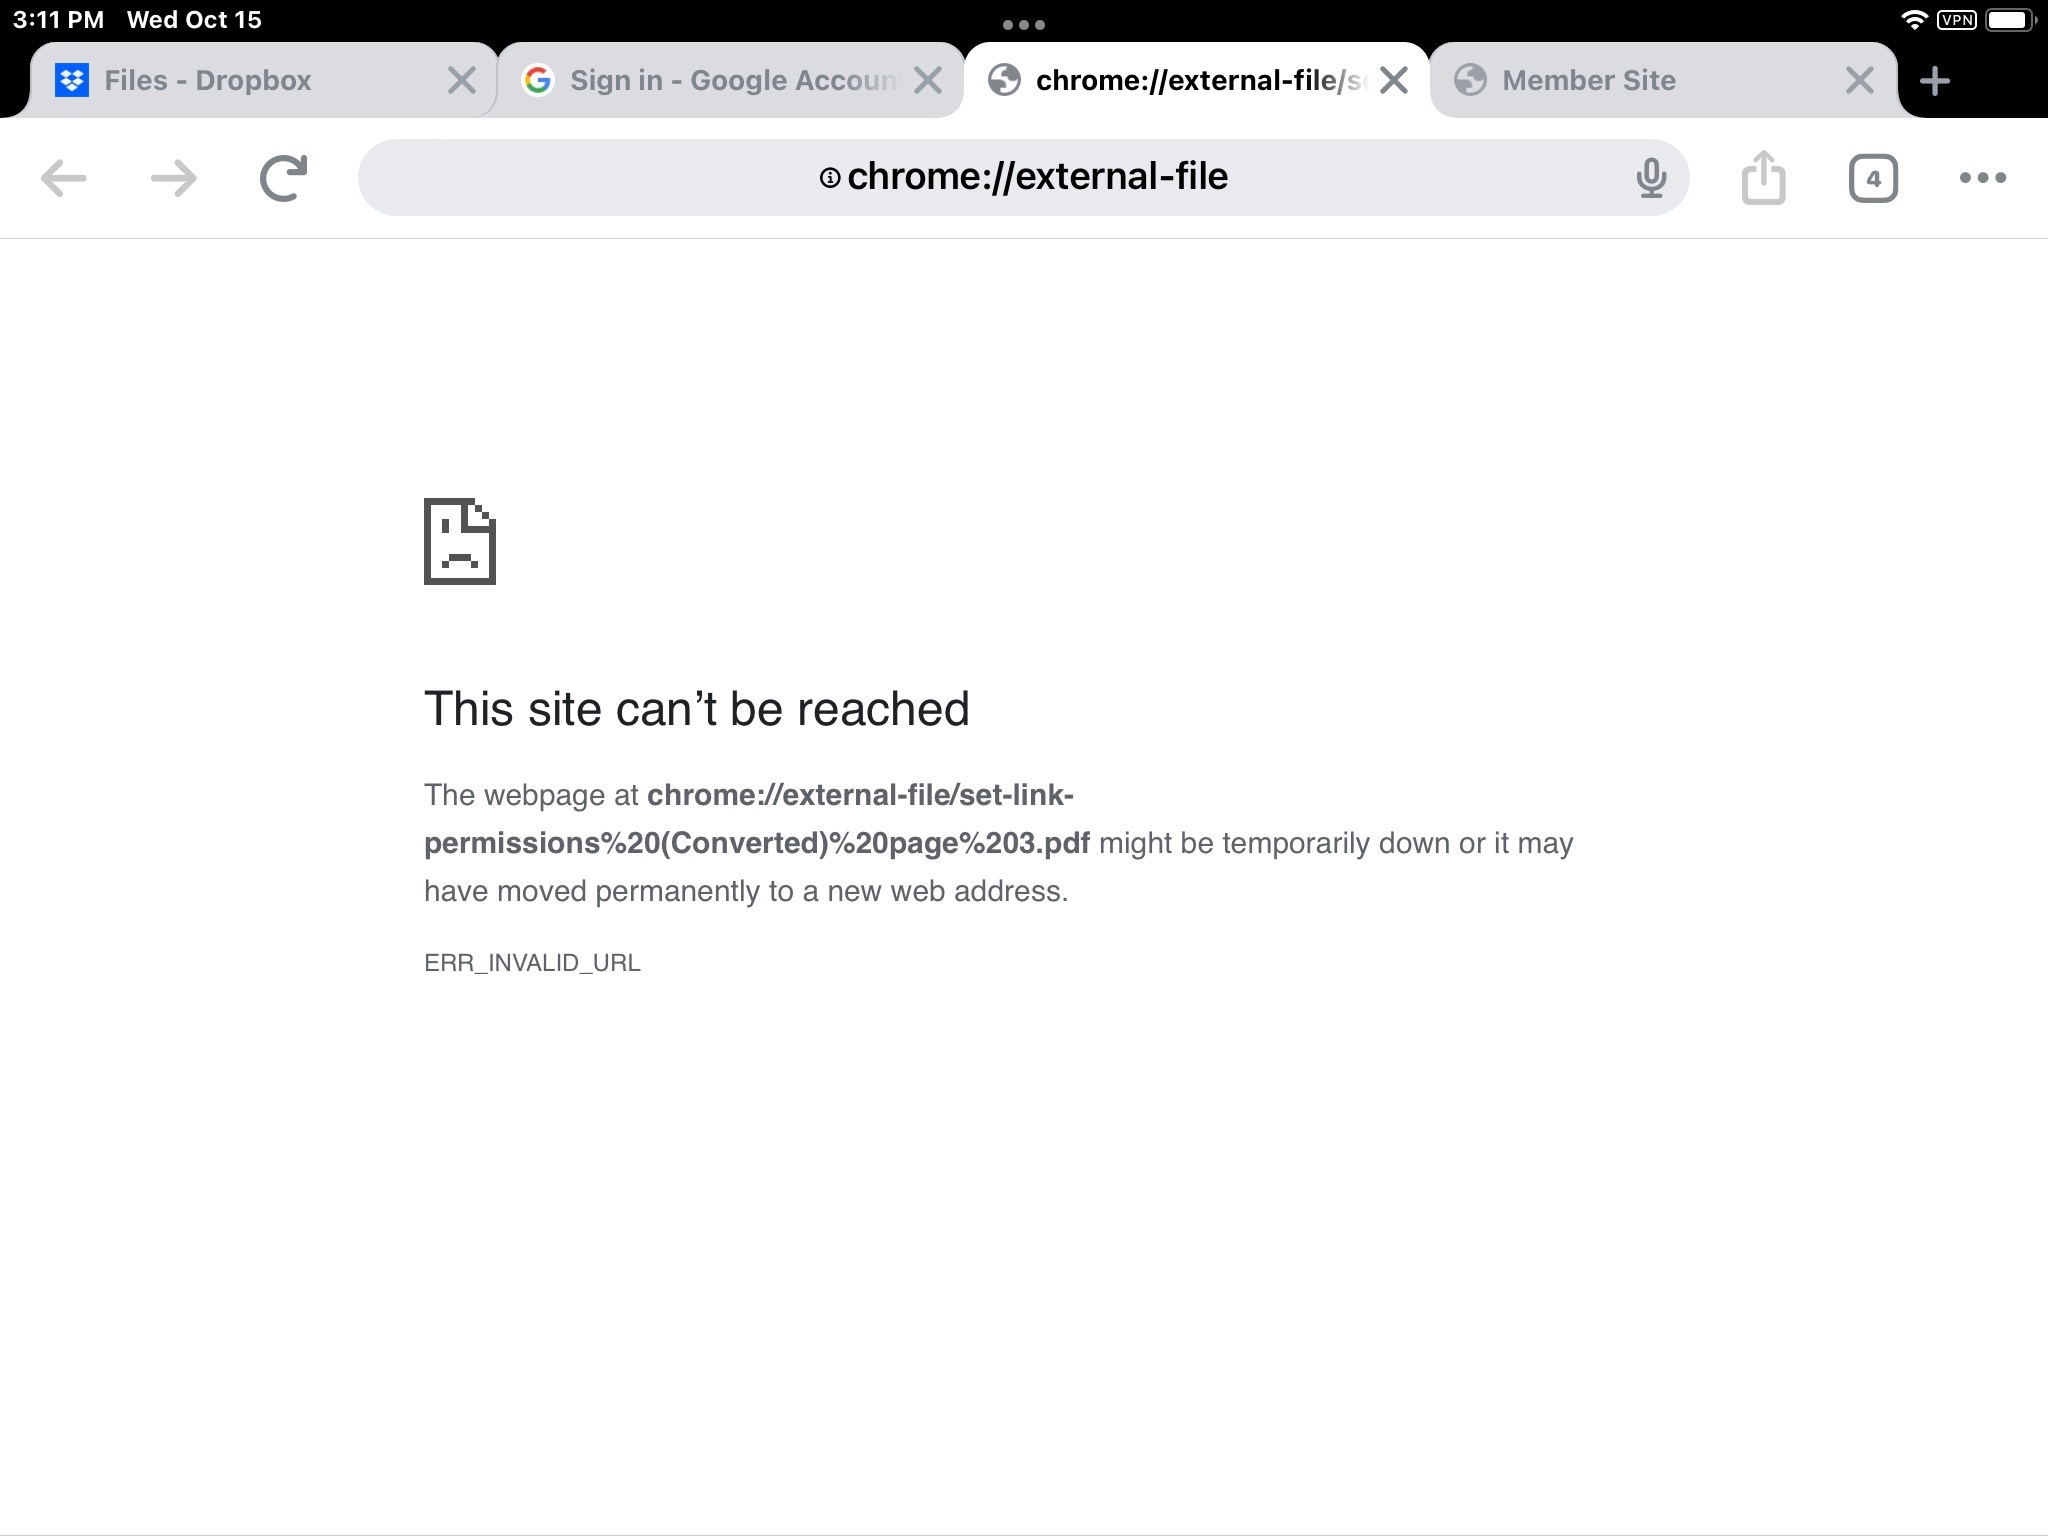 3:11 PM Wed Oct 15
VPN
Files - Dropbox
Sign in - Google Accoun
chrome://external-file/s
Member Site
chrome://external-file
4
This site can’t be reached
The webpage at chrome://external-file/set-link-
permissions%20(Converted)%20page%203.pdf might be temporarily down or it may
have moved permanently to a new web address.
ERR_INVALID_URL